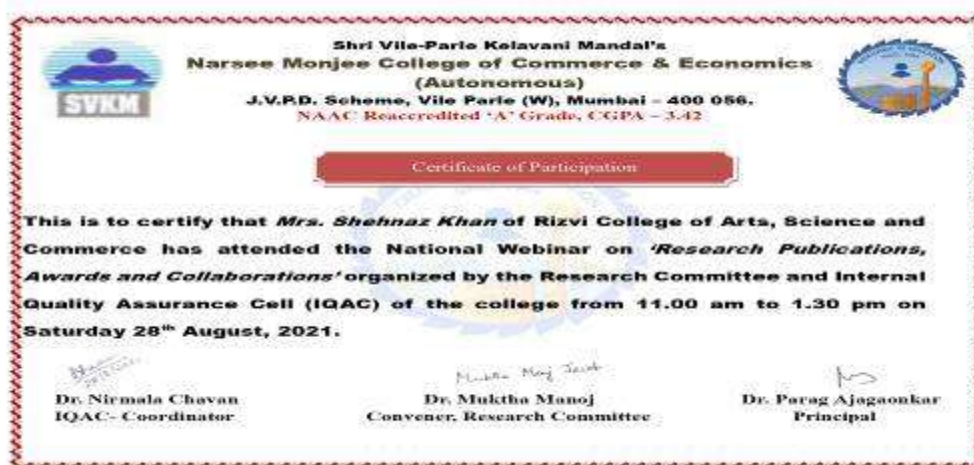 Shri Vile-Parle Kelavani Mandal's
Narsee Monjee College of Commerce & Economics
(Autonomous)
J.V.P.D. Scheme, Vile Parle (W), Mumbai – 400 056.
NAAC Reaccredited 'A' Grade, CGPA – 3.42
SVKM
Certificate of Participation
This is to certify that Mrs. Shehnaz Khan of Rizvi College of Arts, Science and
Commerce has attended the National Webinar on 'Research Publications,
Awards and Collaborations' organized by the Research Committee and Internal
Quality Assurance Cell (IQAC) of the college from 11.00 am to 1.30 pm on
Saturday 28th August, 2021.
Dr. Nirmala Chavan
IQAC- Coordinator
Dr. Muktha Manoj
Convener, Research Committee
Dr. Parag Ajagaonkar
Principal